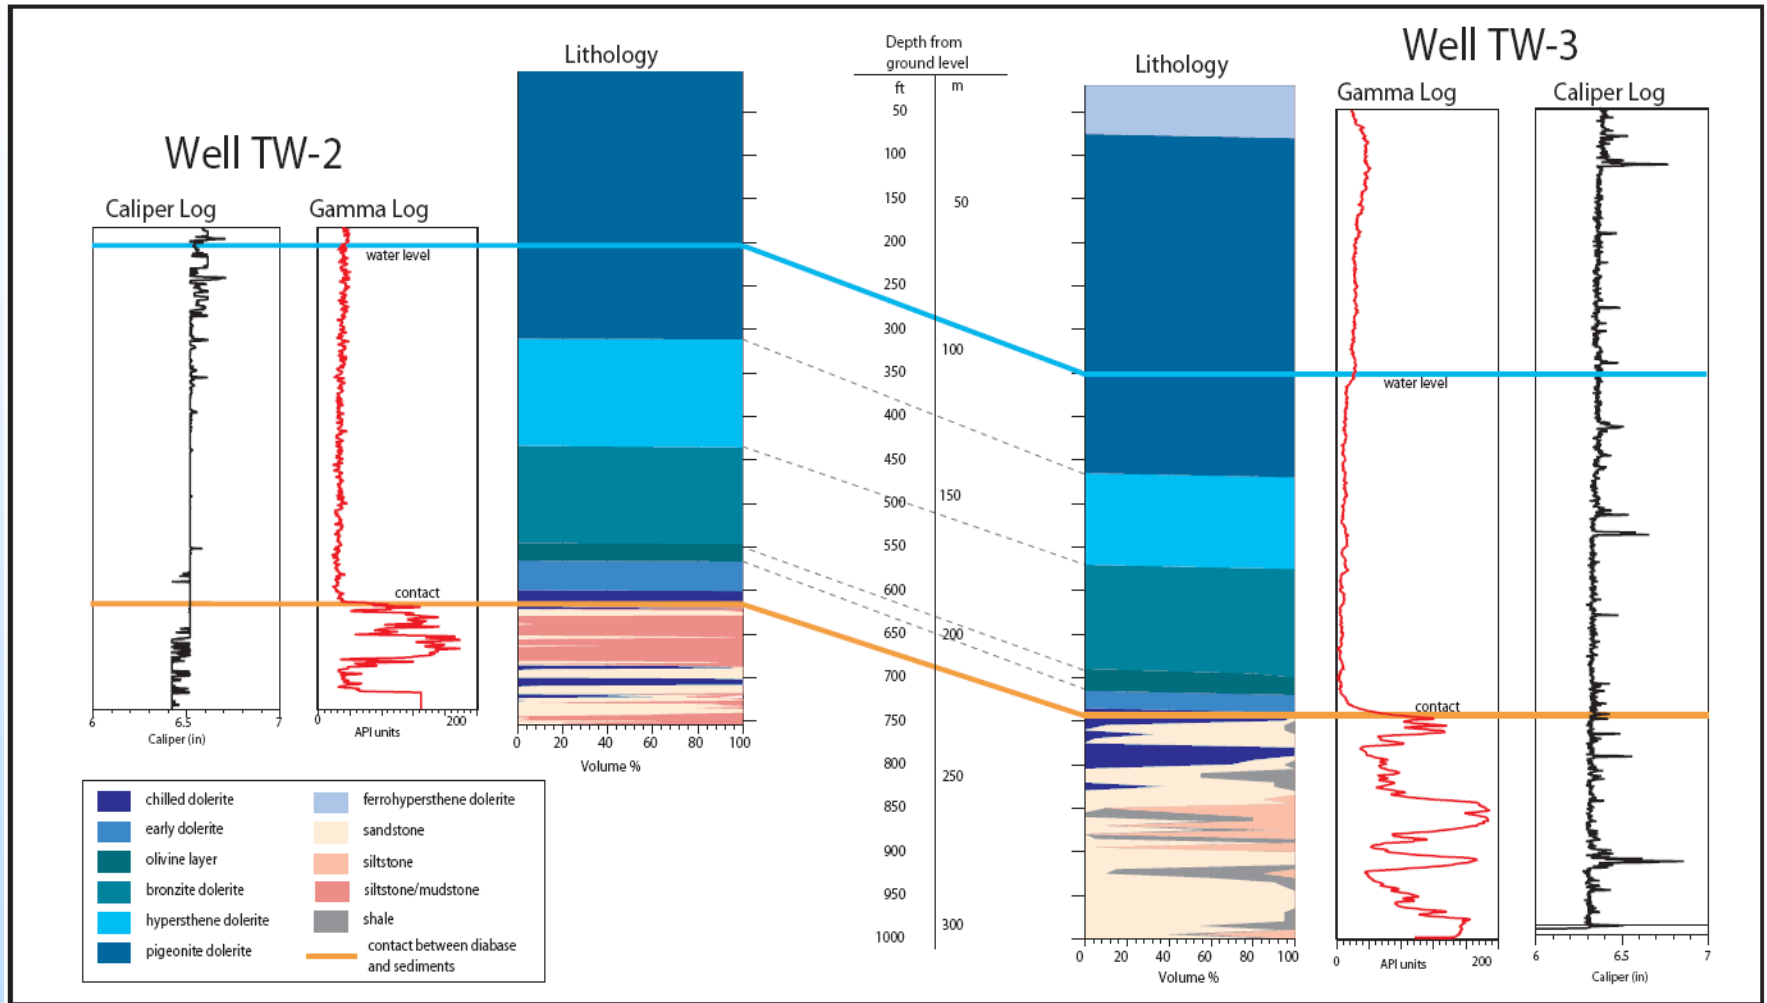 Well TW-2
Caliper Log
Gamma Log
Lithology
Depth from
ground level
ft
m
Lithology
Well TW-3
Gamma Log
Caliper Log
50
100
150
200
250
300
350
400
450
500
550
600
650
700
750
800
850
900
950
1000
50
100
150
200
250
300
water level
contact
water level
contact
6
6.5
7
Caliper (in)
0
200
API units
0
20
40
60
80
100
Volume %
0
20
40
60
80
100
Volume %
0
200
API units
6
6.5
7
Caliper (in)
chilled dolerite
early dolerite
olivine layer
bronzite dolerite
hypersthene dolerite
pigeonite dolerite
ferrohypersthene dolerite
sandstone
siltstone
siltstone/mudstone
shale
contact between diabase
and sediments